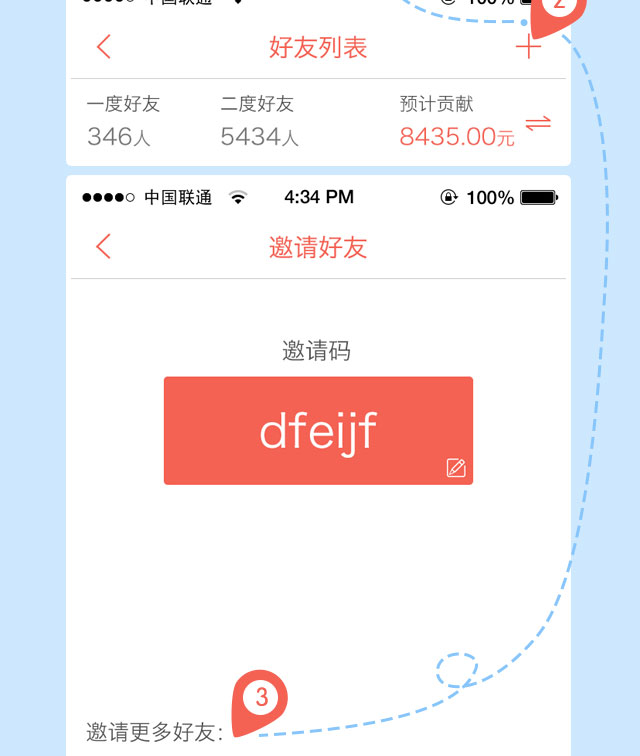 中国联通 100%
2
好友列表
一度好友 二度好友 预计贡献
346人 5434人 8435.00元
中国联通 4:34 PM 100%
邀请好友
邀请码
dfeijf
3
邀请更多好友: